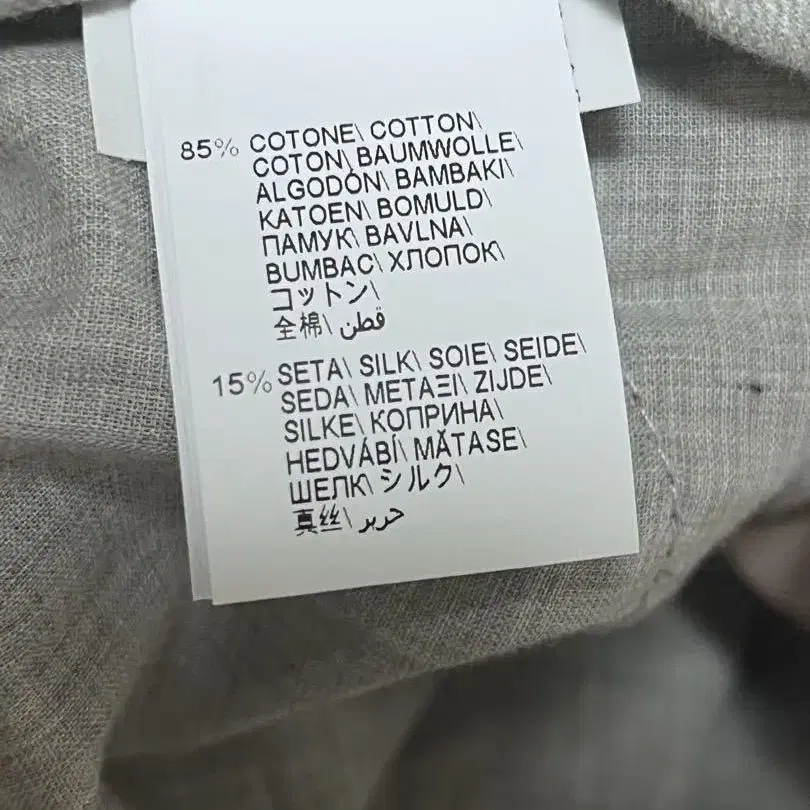 85% COTONE\ COTTON\
COTON\ BAUMWOLLE\
ALGODÓN\ BAMBAKI\
KATOEN\ BOMULD\
ПАМУК\ BAVLNA\
BUMBAC\ ХЛОПОК\
コットン\
全棉\ قطن
15% SETA\ SILK\ SOIE\ SEIDE\
SEDA\ ΜΕΤΑΞΙ\ ZIJDE\
SILKE\ КОПРИНА\
HEDVÁBÍ\ MĂTASE\
ШЕЛК\ シルク\
真丝\ حرير